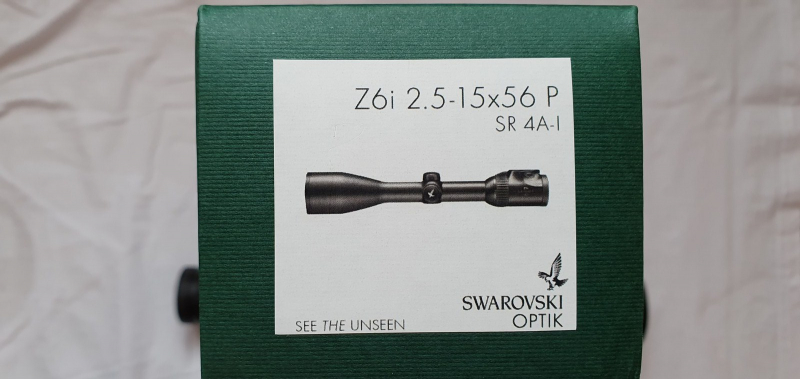 Z6i 2.5-15x56 P
SR 4A-I
SWAROVSKI
OPTIK
SEE THE UNSEEN